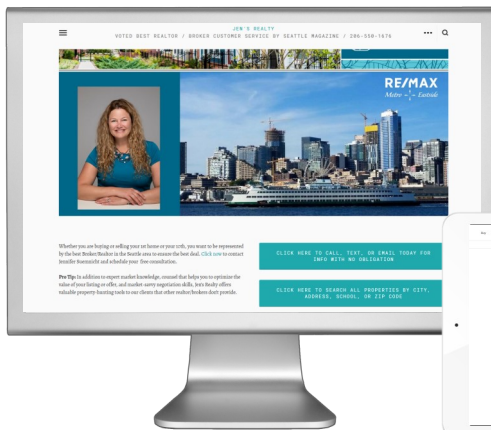 JEN'S REALTY
VOTED BEST REALTOR / BROKER CUSTOMER SERVICE BY SEATTLE MAGAZINE / 206-550-1676
RE/MAX
Metro Eastside
Whether you are buying or selling your 1st home or your 10th, you want to be represented
by the best Broker/Realtor in the Seattle area to ensure the best deal. Click now to contact
and schedule your free consultation.
Pro Tip: In addition to expert market knowledge, counsel that helps you to optimize the
value of your listing or offer, and market-savvy negotiation skills, Jen's Realty offers
valuable property-hunting tools to our clients that other realtor/brokers don't provide.
CLICK HERE TO CALL, TEXT, OR EMAIL TODAY FOR
INFO WITH NO OBLIGATION
CLICK HERE TO SEARCH ALL PROPERTIES BY CITY,
ADDRESS, SCHOOL, OR ZIP CODE